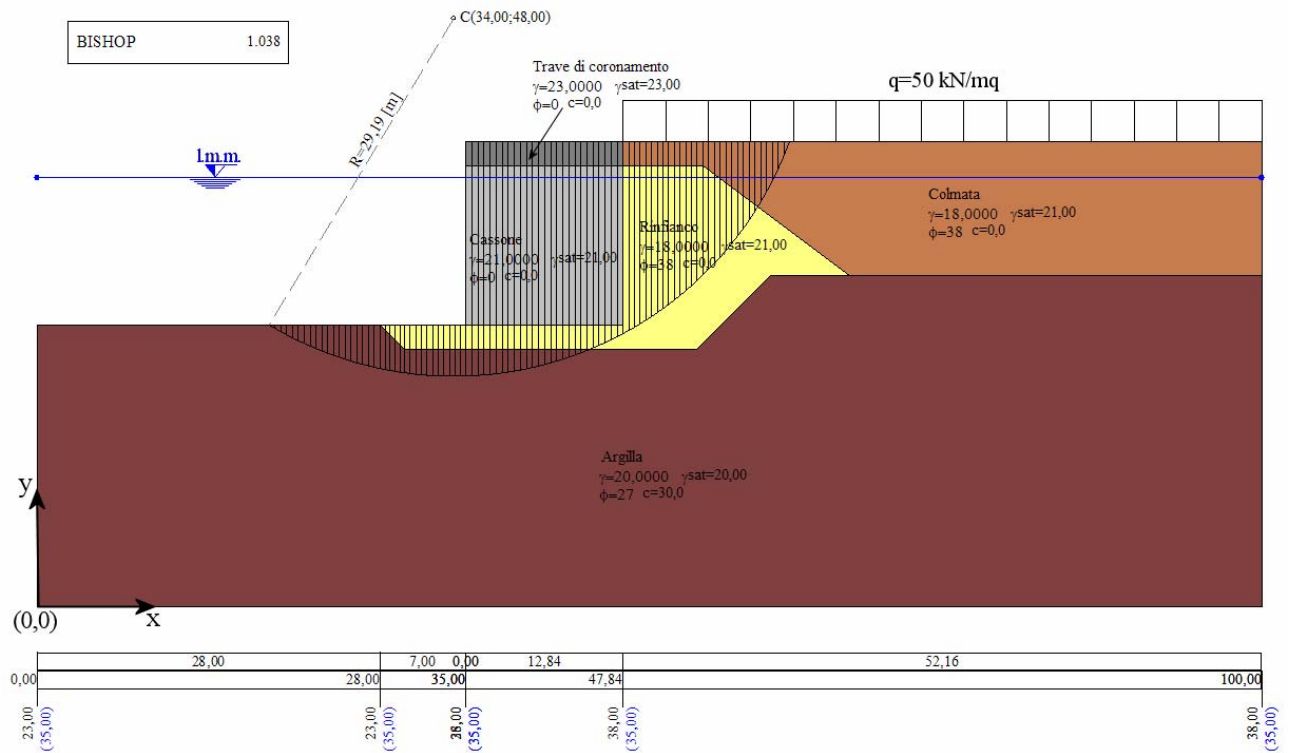 C(34,00;48,00)
BISHOP 1.038
R=29,19 [m]
Trave di coronamento
γ=23,0000 γsat=23,00
ϕ=0 c=0,0
q=50 kN/mq
l.m.m.
Colmata
γ=18,0000 γsat=21,00
ϕ=38 c=0,0
Rinfianco
γ=18,0000 γsat=21,00
ϕ=38 c=0,0
Cassone
γ=21,0000 γsat=21,00
ϕ=0 c=0,0
Argilla
γ=20,0000 γsat=20,00
ϕ=27 c=30,0
y
(0,0)
x
28,00 7,00 0,00 12,84 52,16
0,00 28,00 35,00 47,84 100,00
23,00 23,00 38,00 38,00
(35,00) (35,00) (35,00) (35,00) (35,00)